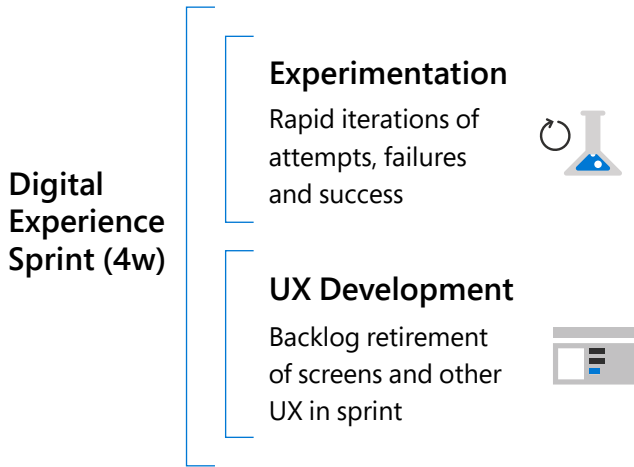 Digital
Experience
Sprint (4w)
Experimentation
Rapid iterations of
attempts, failures
and success
UX Development
Backlog retirement
of screens and other
UX in sprint